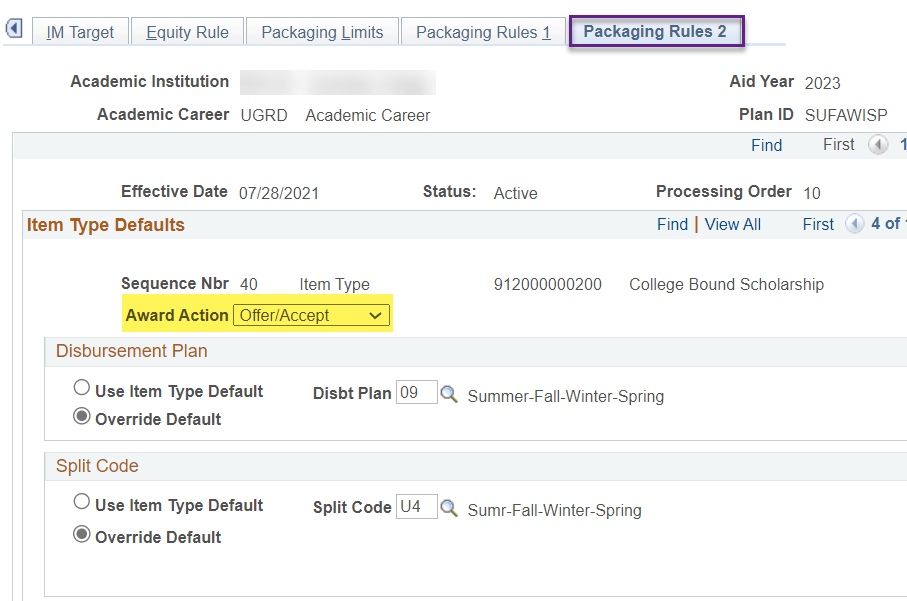 IM Target Equity Rule Packaging Limits Packaging Rules 1 Packaging Rules 2
Academic Institution Aid Year 2023
Academic Career UGRD Academic Career Plan ID SUFAWISP
Find First 1
Effective Date 07/28/2021 Status: Active Processing Order 10
Item Type Defaults Find | View All First 4 of
Sequence Nbr 40 Item Type 912000000200 College Bound Scholarship
Award Action Offer/Accept
Disbursement Plan
Use Item Type Default Disbt Plan 09 Summer-Fall-Winter-Spring
Override Default
Split Code
Use Item Type Default Split Code U4 Sumr-Fall-Winter-Spring
Override Default